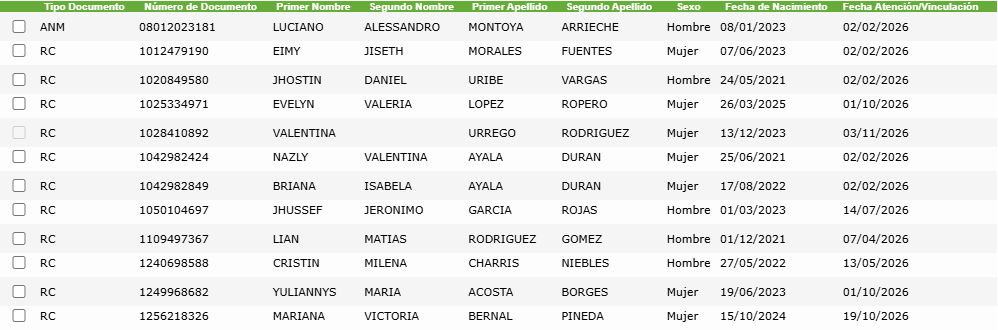 Tipo Documento Número de Documento Primer Nombre Segundo Nombre Primer Apellido Segundo Apellido Sexo Fecha de Nacimiento Fecha Atención/Vinculación
ANM 08012023181 LUCIANO ALESSANDRO MONTOYA ARRIECHE Hombre 08/01/2023 02/02/2026
RC 1012479190 EIMY JISETH MORALES FUENTES Mujer 07/06/2023 02/02/2026
RC 1020849580 JHOSTIN DANIEL URIBE VARGAS Hombre 24/05/2021 02/02/2026
RC 1025334971 EVELYN VALERIA LOPEZ ROPERO Mujer 26/03/2025 01/10/2026
RC 1028410892 VALENTINA URREGO RODRIGUEZ Mujer 13/12/2023 03/11/2026
RC 1042982424 NAZLY VALENTINA AYALA DURAN Mujer 25/06/2021 02/02/2026
RC 1042982849 BRIANA ISABELA AYALA DURAN Mujer 17/08/2022 02/02/2026
RC 1050104697 JHUSSEF JERONIMO GARCIA ROJAS Hombre 01/03/2023 14/07/2026
RC 1109497367 LIAN MATIAS RODRIGUEZ GOMEZ Hombre 01/12/2021 07/04/2026
RC 1240698588 CRISTIN MILENA CHARRIS NIEBLES Hombre 27/05/2022 13/05/2026
RC 1249968682 YULIANNYS MARIA ACOSTA BORGES Mujer 19/06/2023 01/10/2026
RC 1256218326 MARIANA VICTORIA BERNAL PINEDA Mujer 15/10/2024 19/10/2026